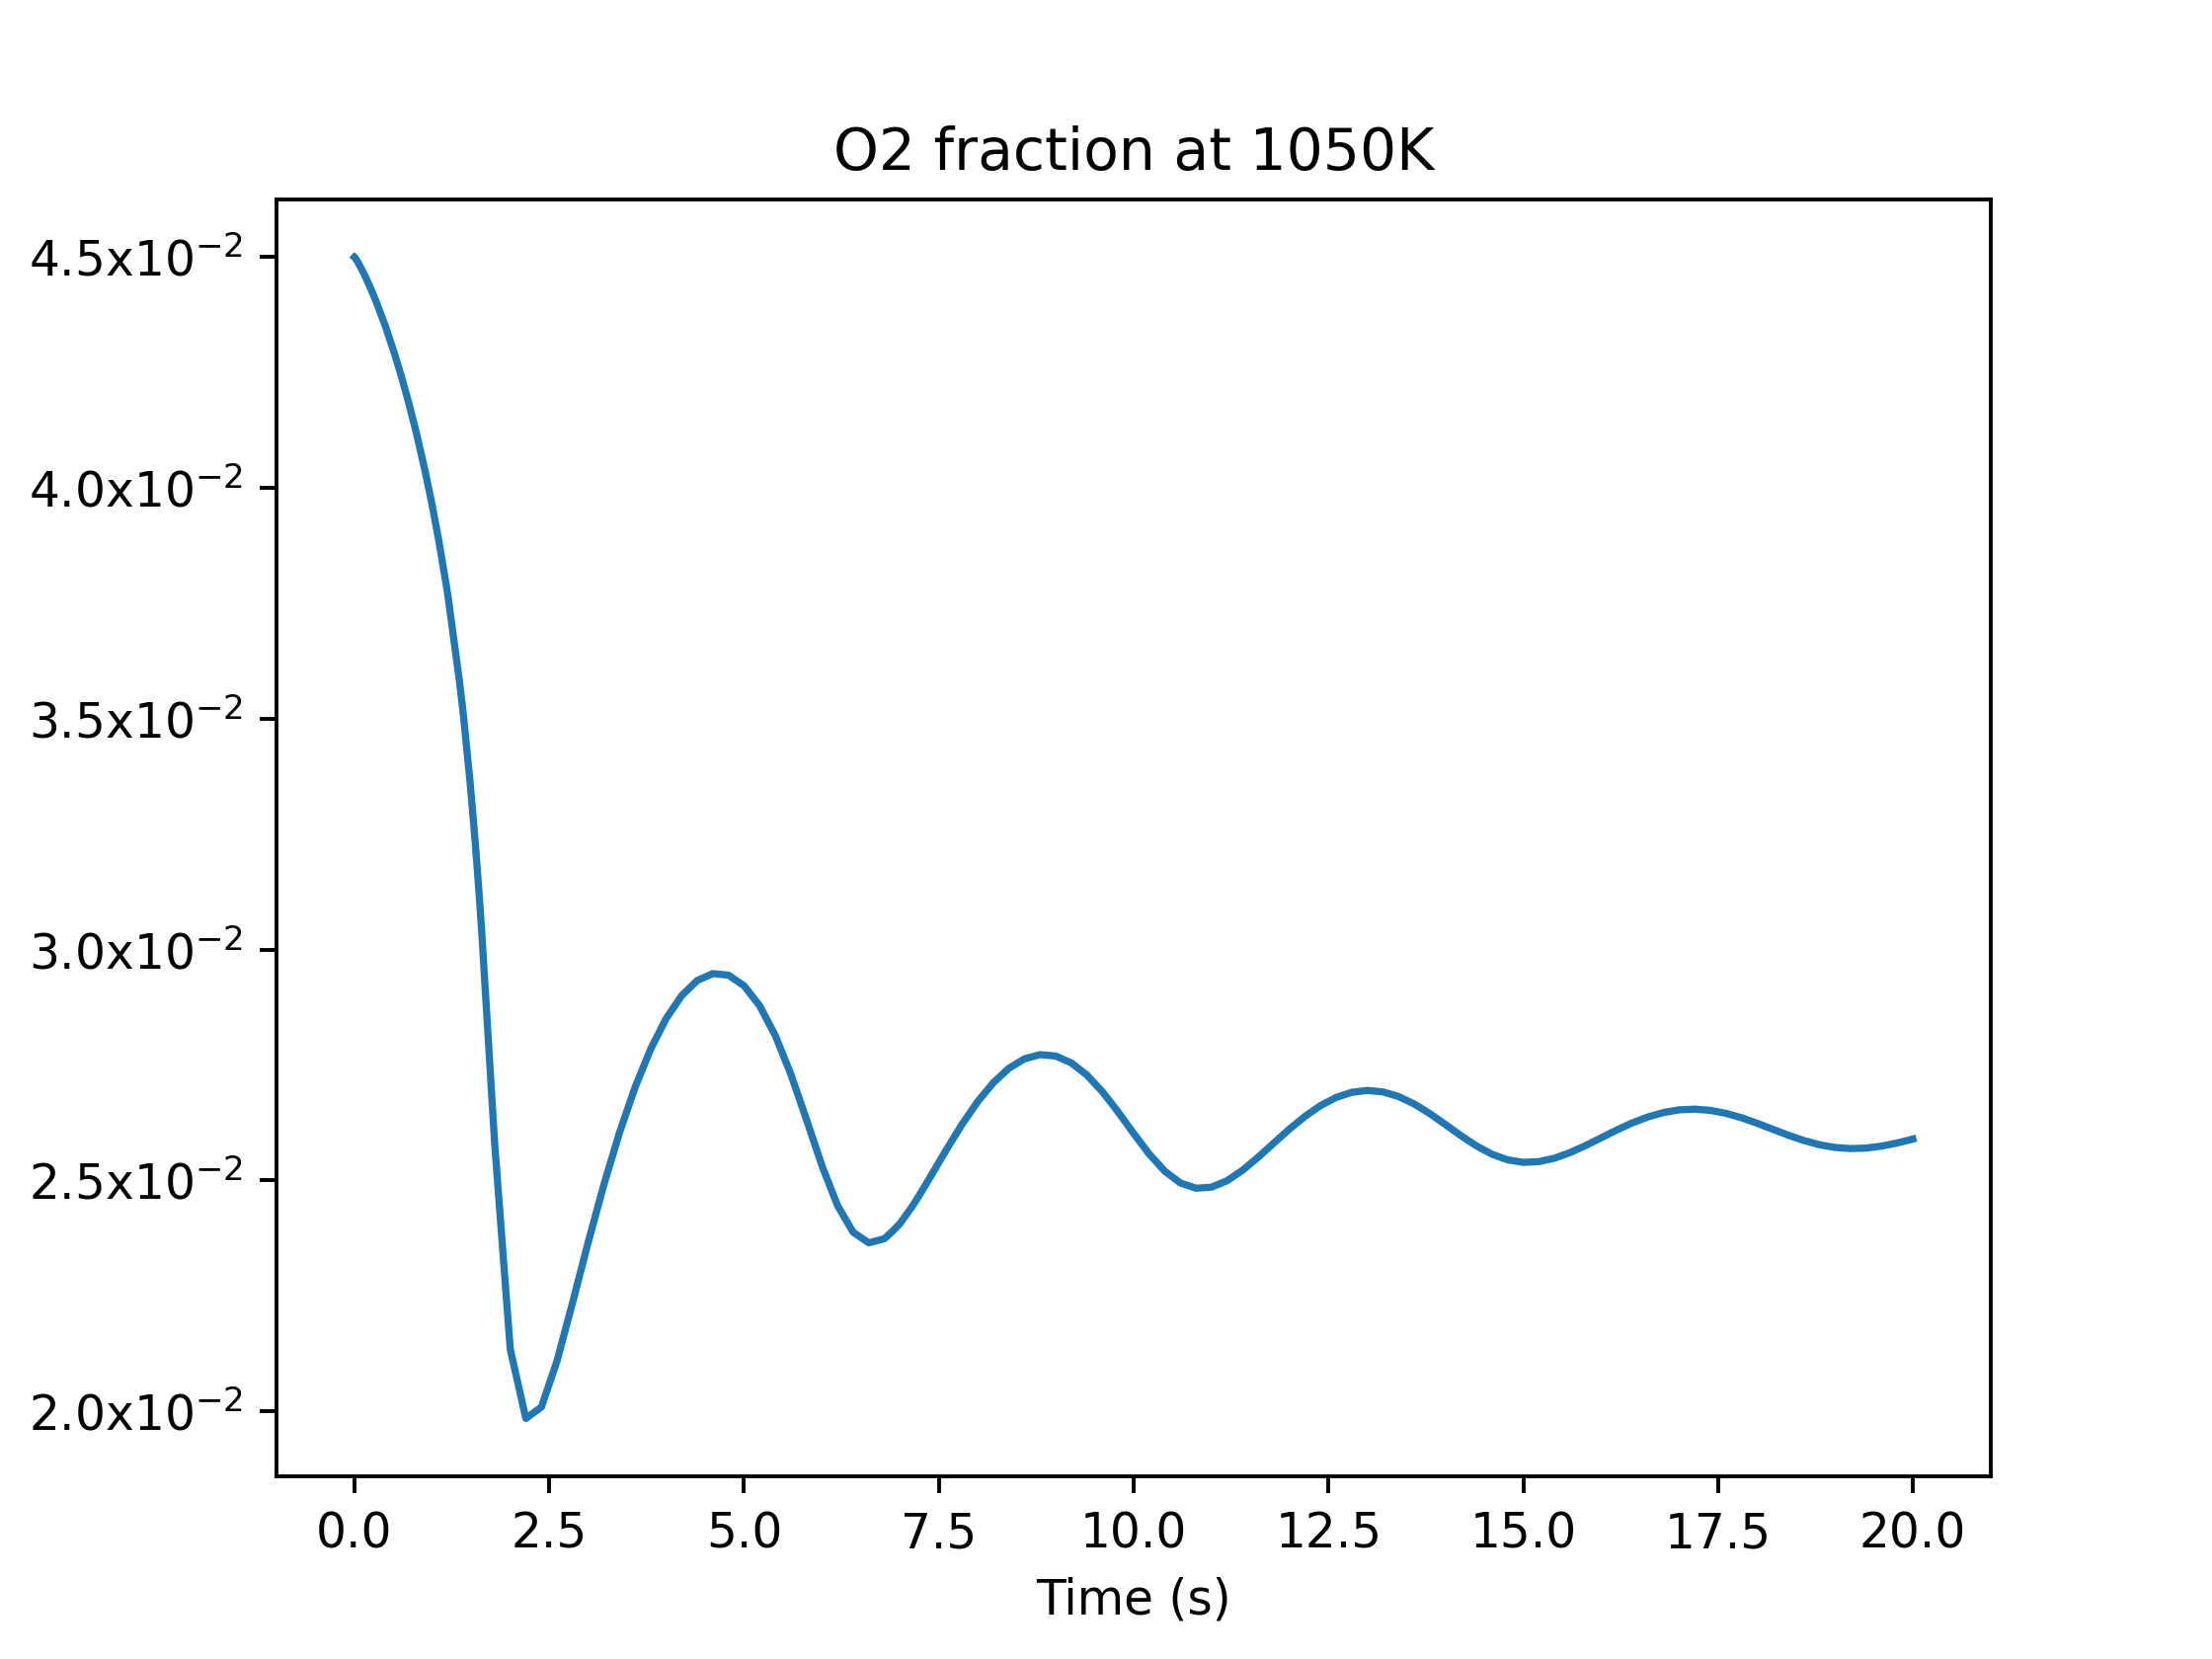 O2 fraction at 1050K
4.5x10⁻²
4.0x10⁻²
3.5x10⁻²
3.0x10⁻²
2.5x10⁻²
2.0x10⁻²
0.0 2.5 5.0 7.5 10.0 12.5 15.0 17.5 20.0
Time (s)